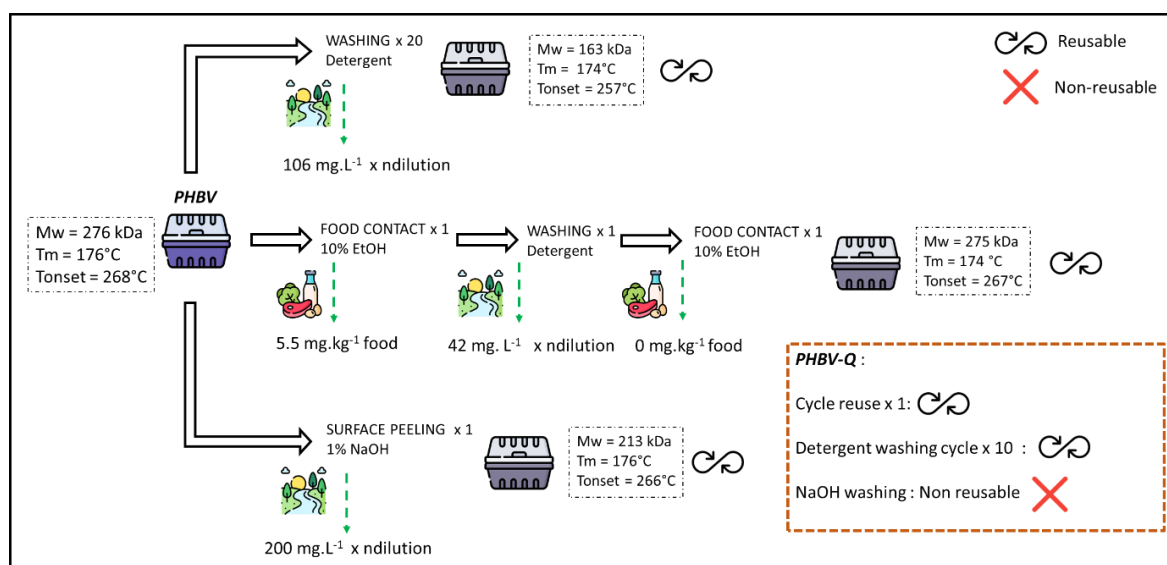 WASHING x 20
Detergent
Mw = 163 kDa
Tm = 174°C
Tonset = 257°C
Reusable
Non-reusable
106 mg.L⁻¹ x ndilution
PHBV
Mw = 276 kDa
Tm = 176°C
Tonset = 268°C
FOOD CONTACT x 1
10% EtOH
WASHING x 1
Detergent
FOOD CONTACT x 1
10% EtOH
Mw = 275 kDa
Tm = 174 °C
Tonset = 267°C
5.5 mg.kg⁻¹ food
42 mg. L⁻¹ x ndilution
0 mg.kg⁻¹ food
SURFACE PEELING x 1
1% NaOH
Mw = 213 kDa
Tm = 176°C
Tonset = 266°C
200 mg.L⁻¹ x ndilution
PHBV-Q :
Cycle reuse x 1:
Detergent washing cycle x 10 :
NaOH washing : Non reusable